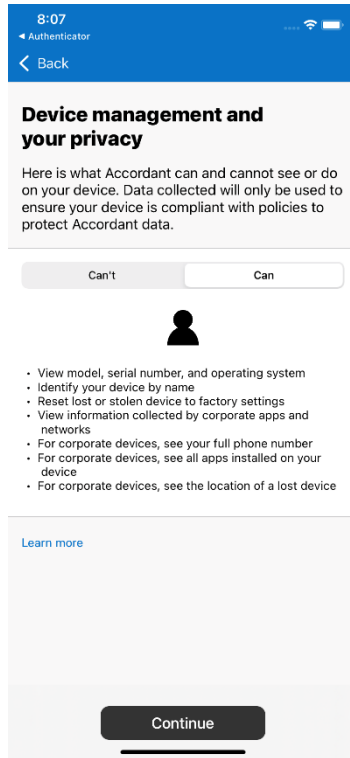 8:07
◀ Authenticator
Back
Device management and
your privacy
Here is what Accordant can and cannot see or do
on your device. Data collected will only be used to
ensure your device is compliant with policies to
protect Accordant data.
Can't
Can
• View model, serial number, and operating system
• Identify your device by name
• Reset lost or stolen device to factory settings
• View information collected by corporate apps and
networks
• For corporate devices, see your full phone number
• For corporate devices, see all apps installed on your
device
• For corporate devices, see the location of a lost device
Learn more
Continue